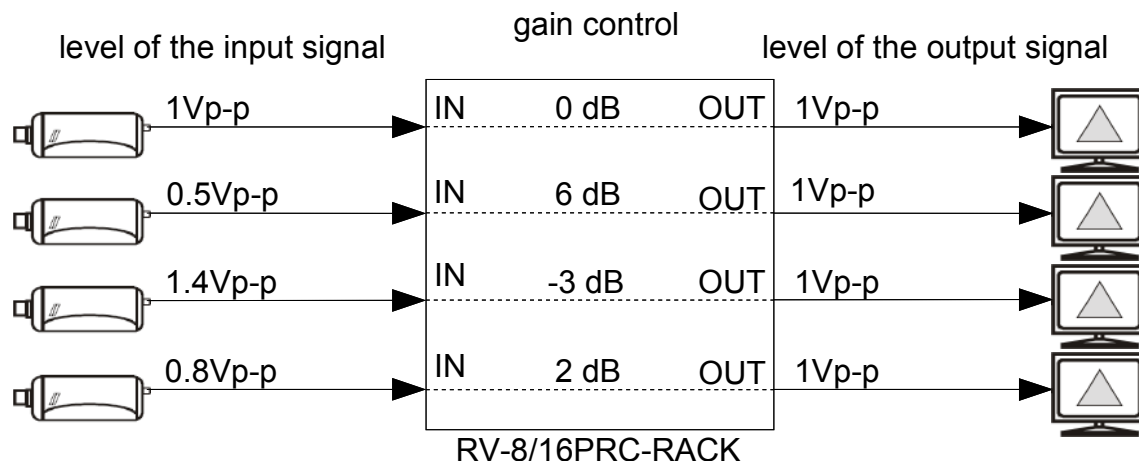 gain control
level of the input signal
level of the output signal
1Vp-p IN 0 dB OUT 1Vp-p
0.5Vp-p IN 6 dB OUT 1Vp-p
1.4Vp-p IN -3 dB OUT 1Vp-p
0.8Vp-p IN 2 dB OUT 1Vp-p
RV-8/16PRC-RACK